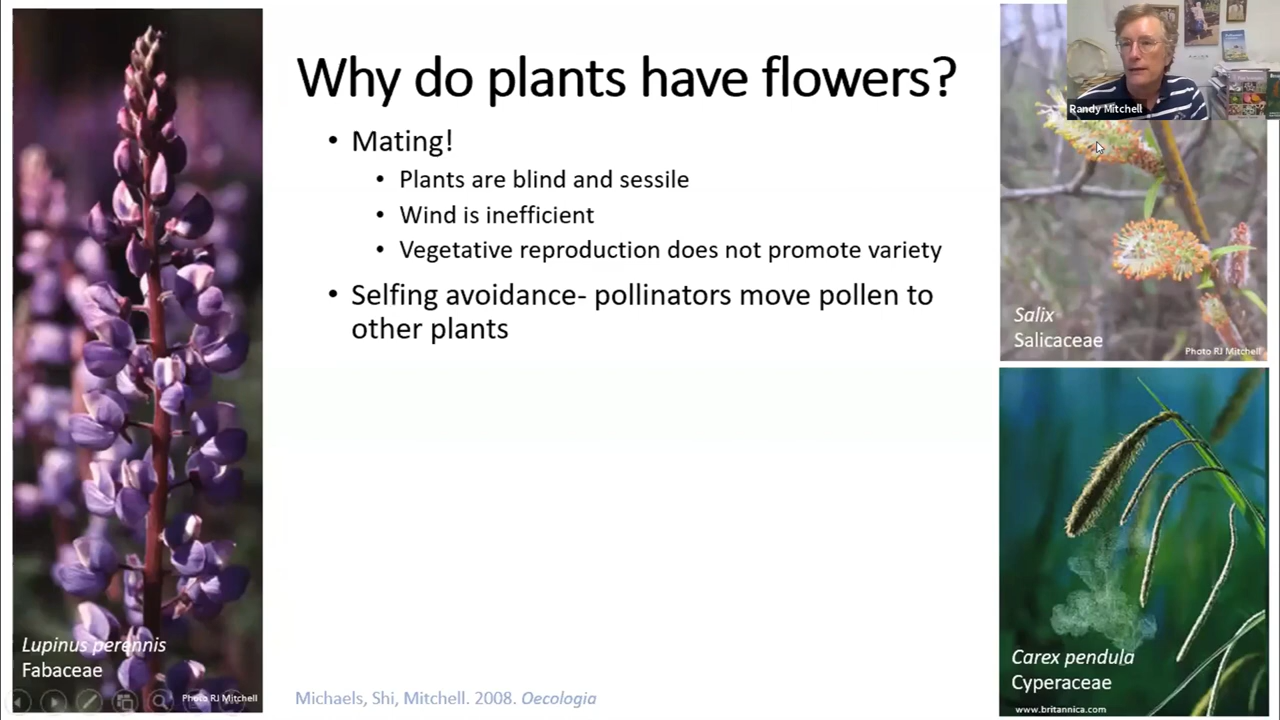 Why do plants have flowers?
• Mating!
• Plants are blind and sessile
• Wind is inefficient
• Vegetative reproduction does not promote variety
• Selfing avoidance- pollinators move pollen to
other plants
Lupinus perennis
Fabaceae
Photo RJ Mitchell
Michaels, Shi, Mitchell. 2008. Oecologia
Randy Mitchell
Salix
Salicaceae
Photo RJ Mitchell
Carex pendula
Cyperaceae
www.britannica.com